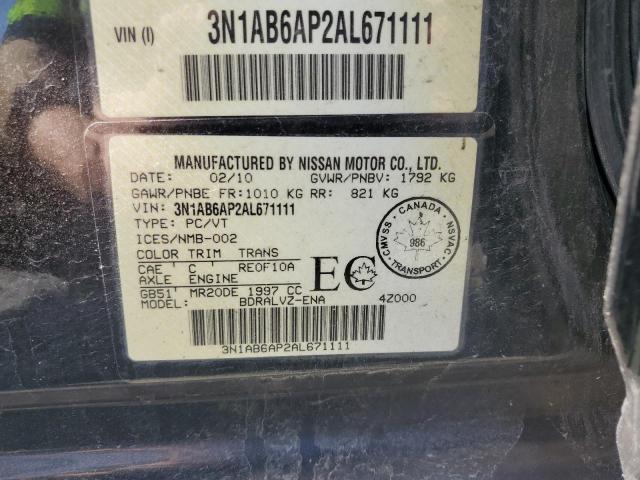 VIN (I) 3N1AB6AP2AL671111
MANUFACTURED BY NISSAN MOTOR CO., LTD.
DATE: 02/10 GVWR/PNBV: 1792 KG
GAWR/PNBE FR:1010 KG RR: 821 KG
VIN: 3N1AB6AP2AL671111
TYPE: PC/VT
ICES/NMB-002
COLOR TRIM TRANS
CAE ' C ' RE0F10A
AXLE ENGINE
GB51' MR20DE 1997 CC
MODEL: BDRALVZ-ENA 4Z000
EC
CANADA
CMVSS NSVAC
986
TRANSPORT
3N1AB6AP2AL671111